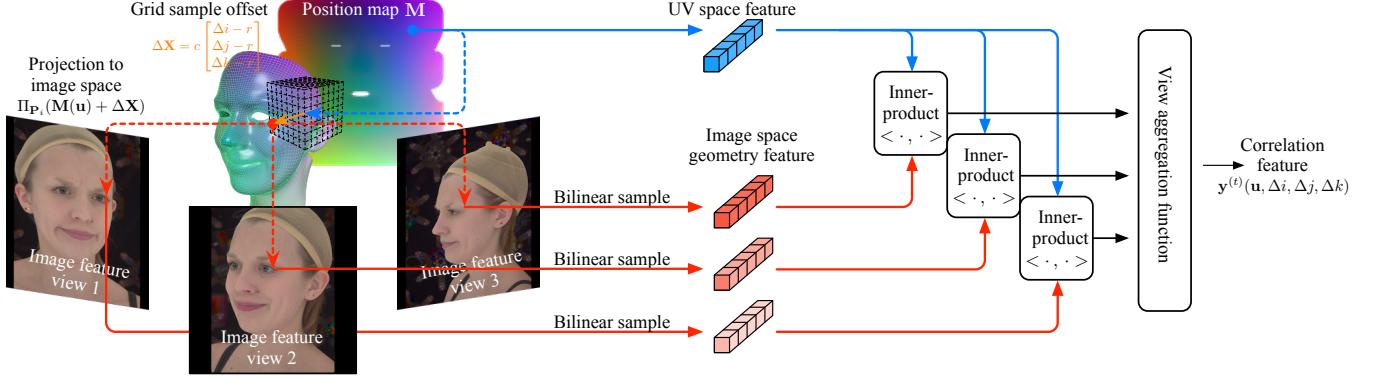 Grid sample offset
ΔX = c [Δi − r
Δj − r
Δk − r]
Position map M
UV space feature
Projection to
image space
Π_{P_i}(M(u) + ΔX)
Image feature
view 1
Image feature
view 2
Image feature
view 3
Bilinear sample
Bilinear sample
Bilinear sample
Image space
geometry feature
Inner-
product
< ·, · >
Inner-
product
< ·, · >
Inner-
product
< ·, · >
View aggregation function
Correlation
feature
y^{(t)}(u, Δi, Δj, Δk)